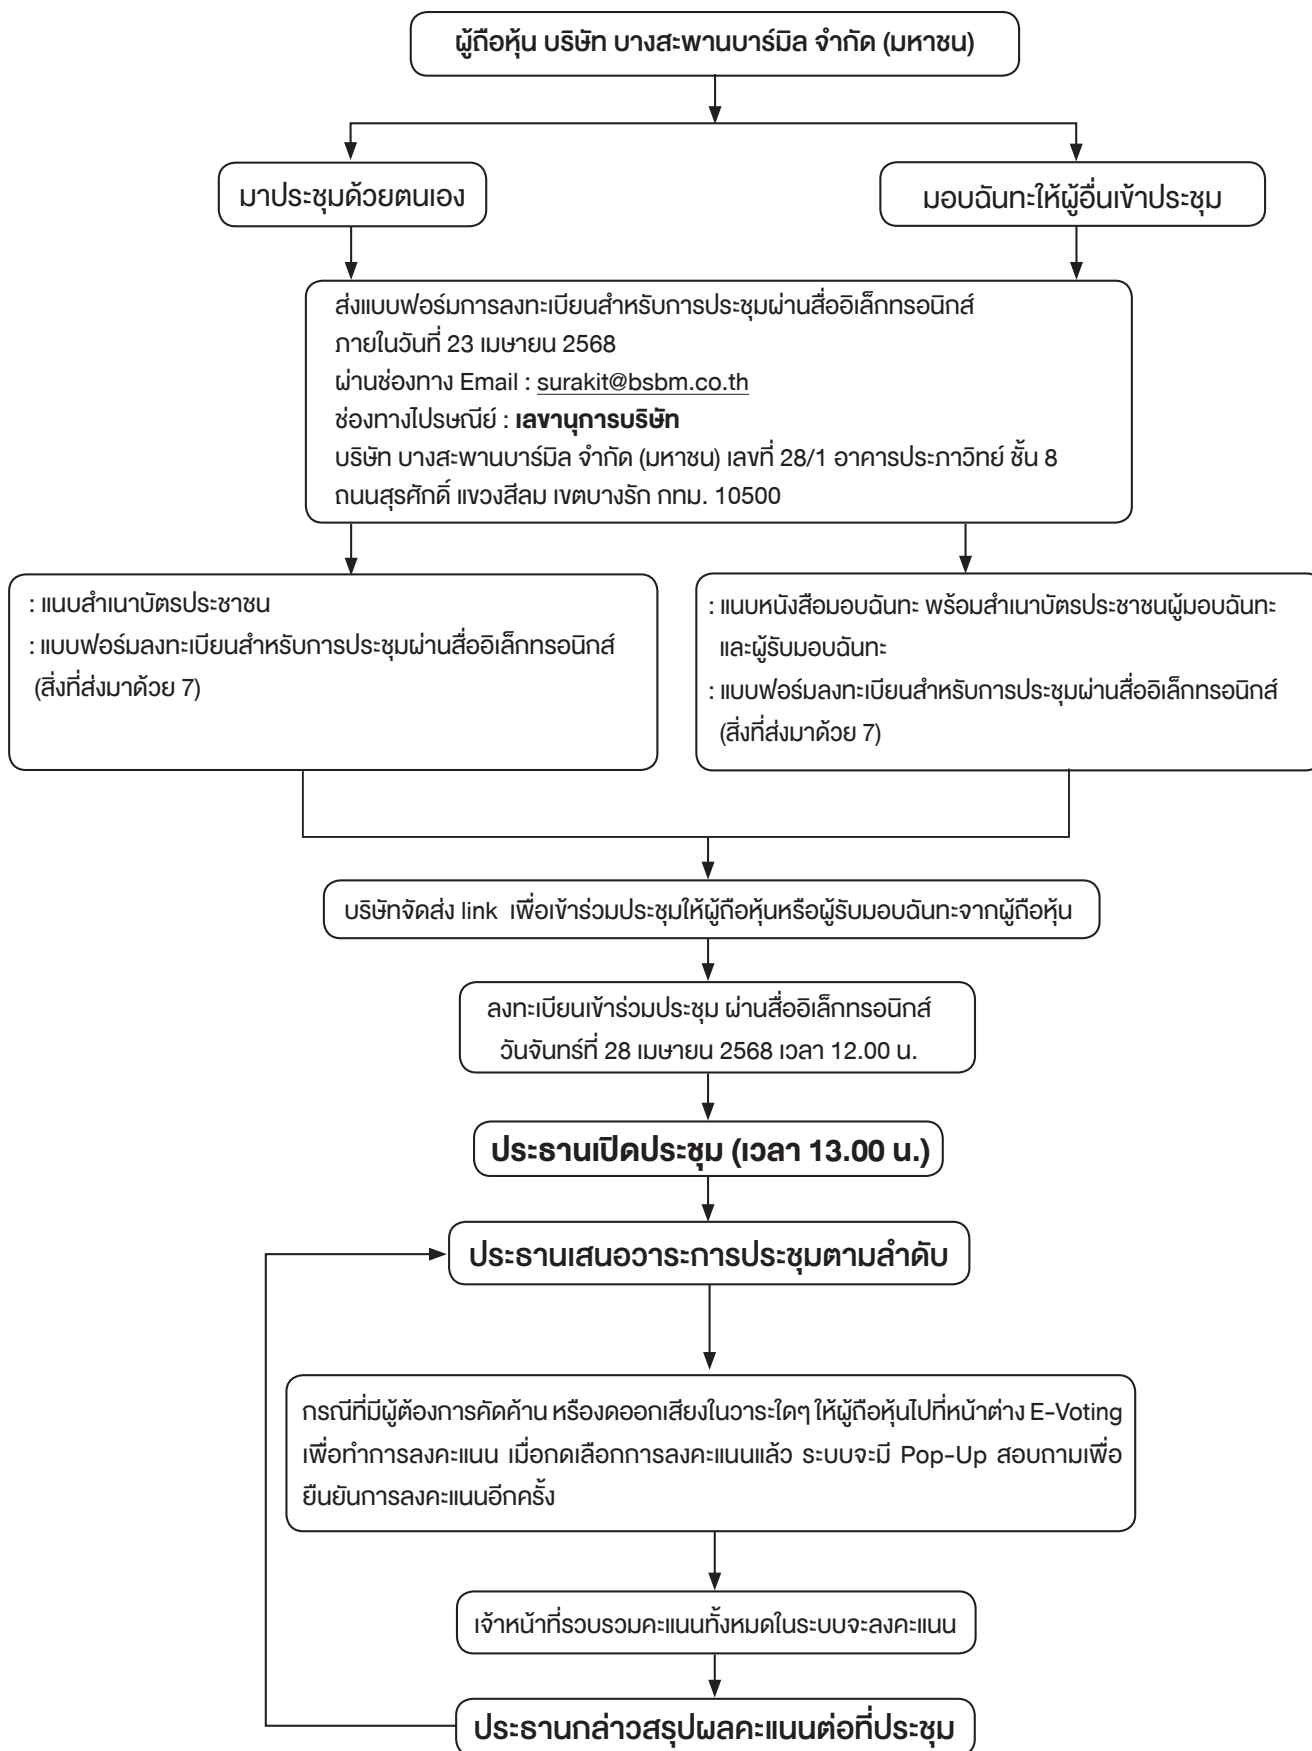 ผู้ถือหุ้น บริษัท บางสะพานบาร์มิล จำกัด (มหาชน)
มาประชุมด้วยตนเอง
มอบฉันทะให้ผู้อื่นเข้าประชุม
ส่งแบบฟอร์มการลงทะเบียนสำหรับการประชุมผ่านสื่ออิเล็กทรอนิกส์
ภายในวันที่ 23 เมษายน 2568
ผ่านช่องทาง Email : surakit@bsbm.co.th
ช่องทางไปรษณีย์ : เลขานุการบริษัท
บริษัท บางสะพานบาร์มิล จำกัด (มหาชน) เลขที่ 28/1 อาคารประภาวิทย์ ชั้น 8
ถนนสุรศักดิ์ แขวงสีลม เขตบางรัก กทม. 10500
: แนบสำเนาบัตรประชาชน
: แบบฟอร์มลงทะเบียนสำหรับการประชุมผ่านสื่ออิเล็กทรอนิกส์
(สิ่งที่ส่งมาด้วย 7)
: แนบหนังสือมอบฉันทะ พร้อมสำเนาบัตรประชาชนผู้มอบฉันทะ
และผู้รับมอบฉันทะ
: แบบฟอร์มลงทะเบียนสำหรับการประชุมผ่านสื่ออิเล็กทรอนิกส์
(สิ่งที่ส่งมาด้วย 7)
บริษัทจัดส่ง link เพื่อเข้าร่วมประชุมให้ผู้ถือหุ้นหรือผู้รับมอบฉันทะจากผู้ถือหุ้น
ลงทะเบียนเข้าร่วมประชุม ผ่านสื่ออิเล็กทรอนิกส์
วันจันทร์ที่ 28 เมษายน 2568 เวลา 12.00 น.
ประธานเปิดประชุม (เวลา 13.00 น.)
ประธานเสนอวาระการประชุมตามลำดับ
กรณีที่มีผู้ต้องการคัดค้าน หรืองดออกเสียงในวาระใดๆ ให้ผู้ถือหุ้นไปที่หน้าต่าง E-Voting
เพื่อทำการลงคะแนน เมื่อกดเลือกการลงคะแนนแล้ว ระบบจะมี Pop-Up สอบถามเพื่อ
ยืนยันการลงคะแนนอีกครั้ง
เจ้าหน้าที่รวบรวมคะแนนทั้งหมดในระบบจะลงคะแนน
ประธานกล่าวสรุปผลคะแนนต่อที่ประชุม